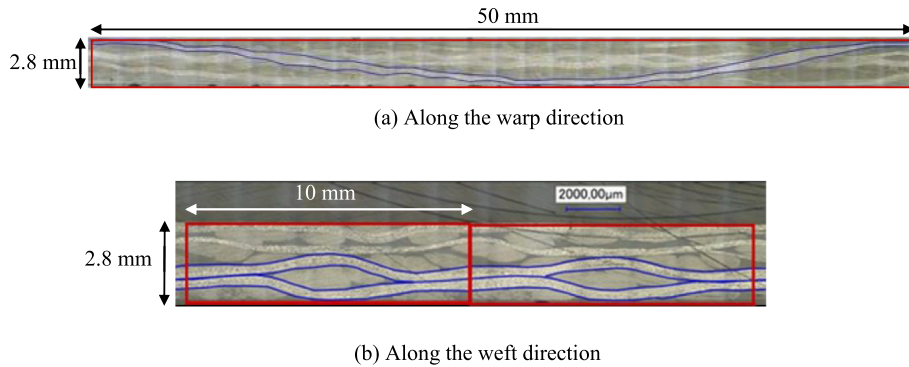 50 mm
2.8 mm
(a) Along the warp direction
10 mm
2000,00µm
2.8 mm
(b) Along the weft direction